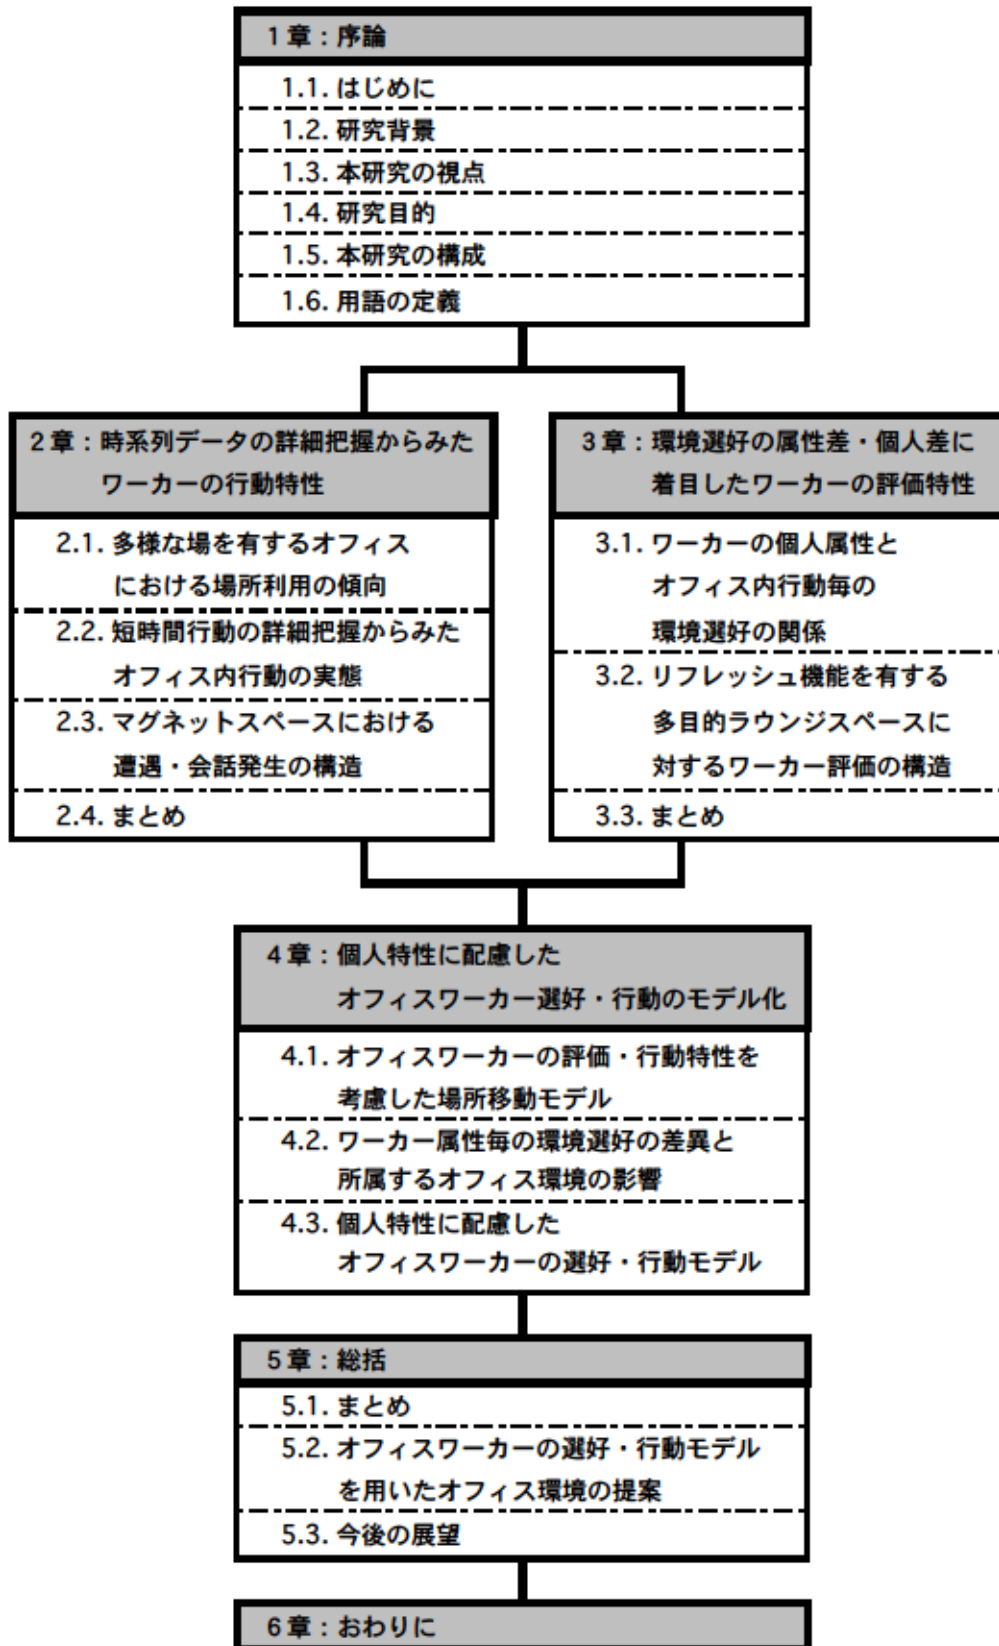 1章：序論
1.1. はじめに
1.2. 研究背景
1.3. 本研究の視点
1.4. 研究目的
1.5. 本研究の構成
1.6. 用語の定義
2章：時系列データの詳細把握からみた
ワーカーの行動特性
2.1. 多様な場を有するオフィス
における場所利用の傾向
2.2. 短時間行動の詳細把握からみた
オフィス内行動の実態
2.3. マグネットスペースにおける
遭遇・会話発生の構造
2.4. まとめ
3章：環境選好の属性差・個人差に
着目したワーカーの評価特性
3.1. ワーカーの個人属性と
オフィス内行動毎の
環境選好の関係
3.2. リフレッシュ機能を有する
多目的ラウンジスペースに
対するワーカー評価の構造
3.3. まとめ
4章：個人特性に配慮した
オフィスワーカー選好・行動のモデル化
4.1. オフィスワーカーの評価・行動特性を
考慮した場所移動モデル
4.2. ワーカー属性毎の環境選好の差異と
所属するオフィス環境の影響
4.3. 個人特性に配慮した
オフィスワーカーの選好・行動モデル
5章：総括
5.1. まとめ
5.2. オフィスワーカーの選好・行動モデル
を用いたオフィス環境の提案
5.3. 今後の展望
6章：おわりに